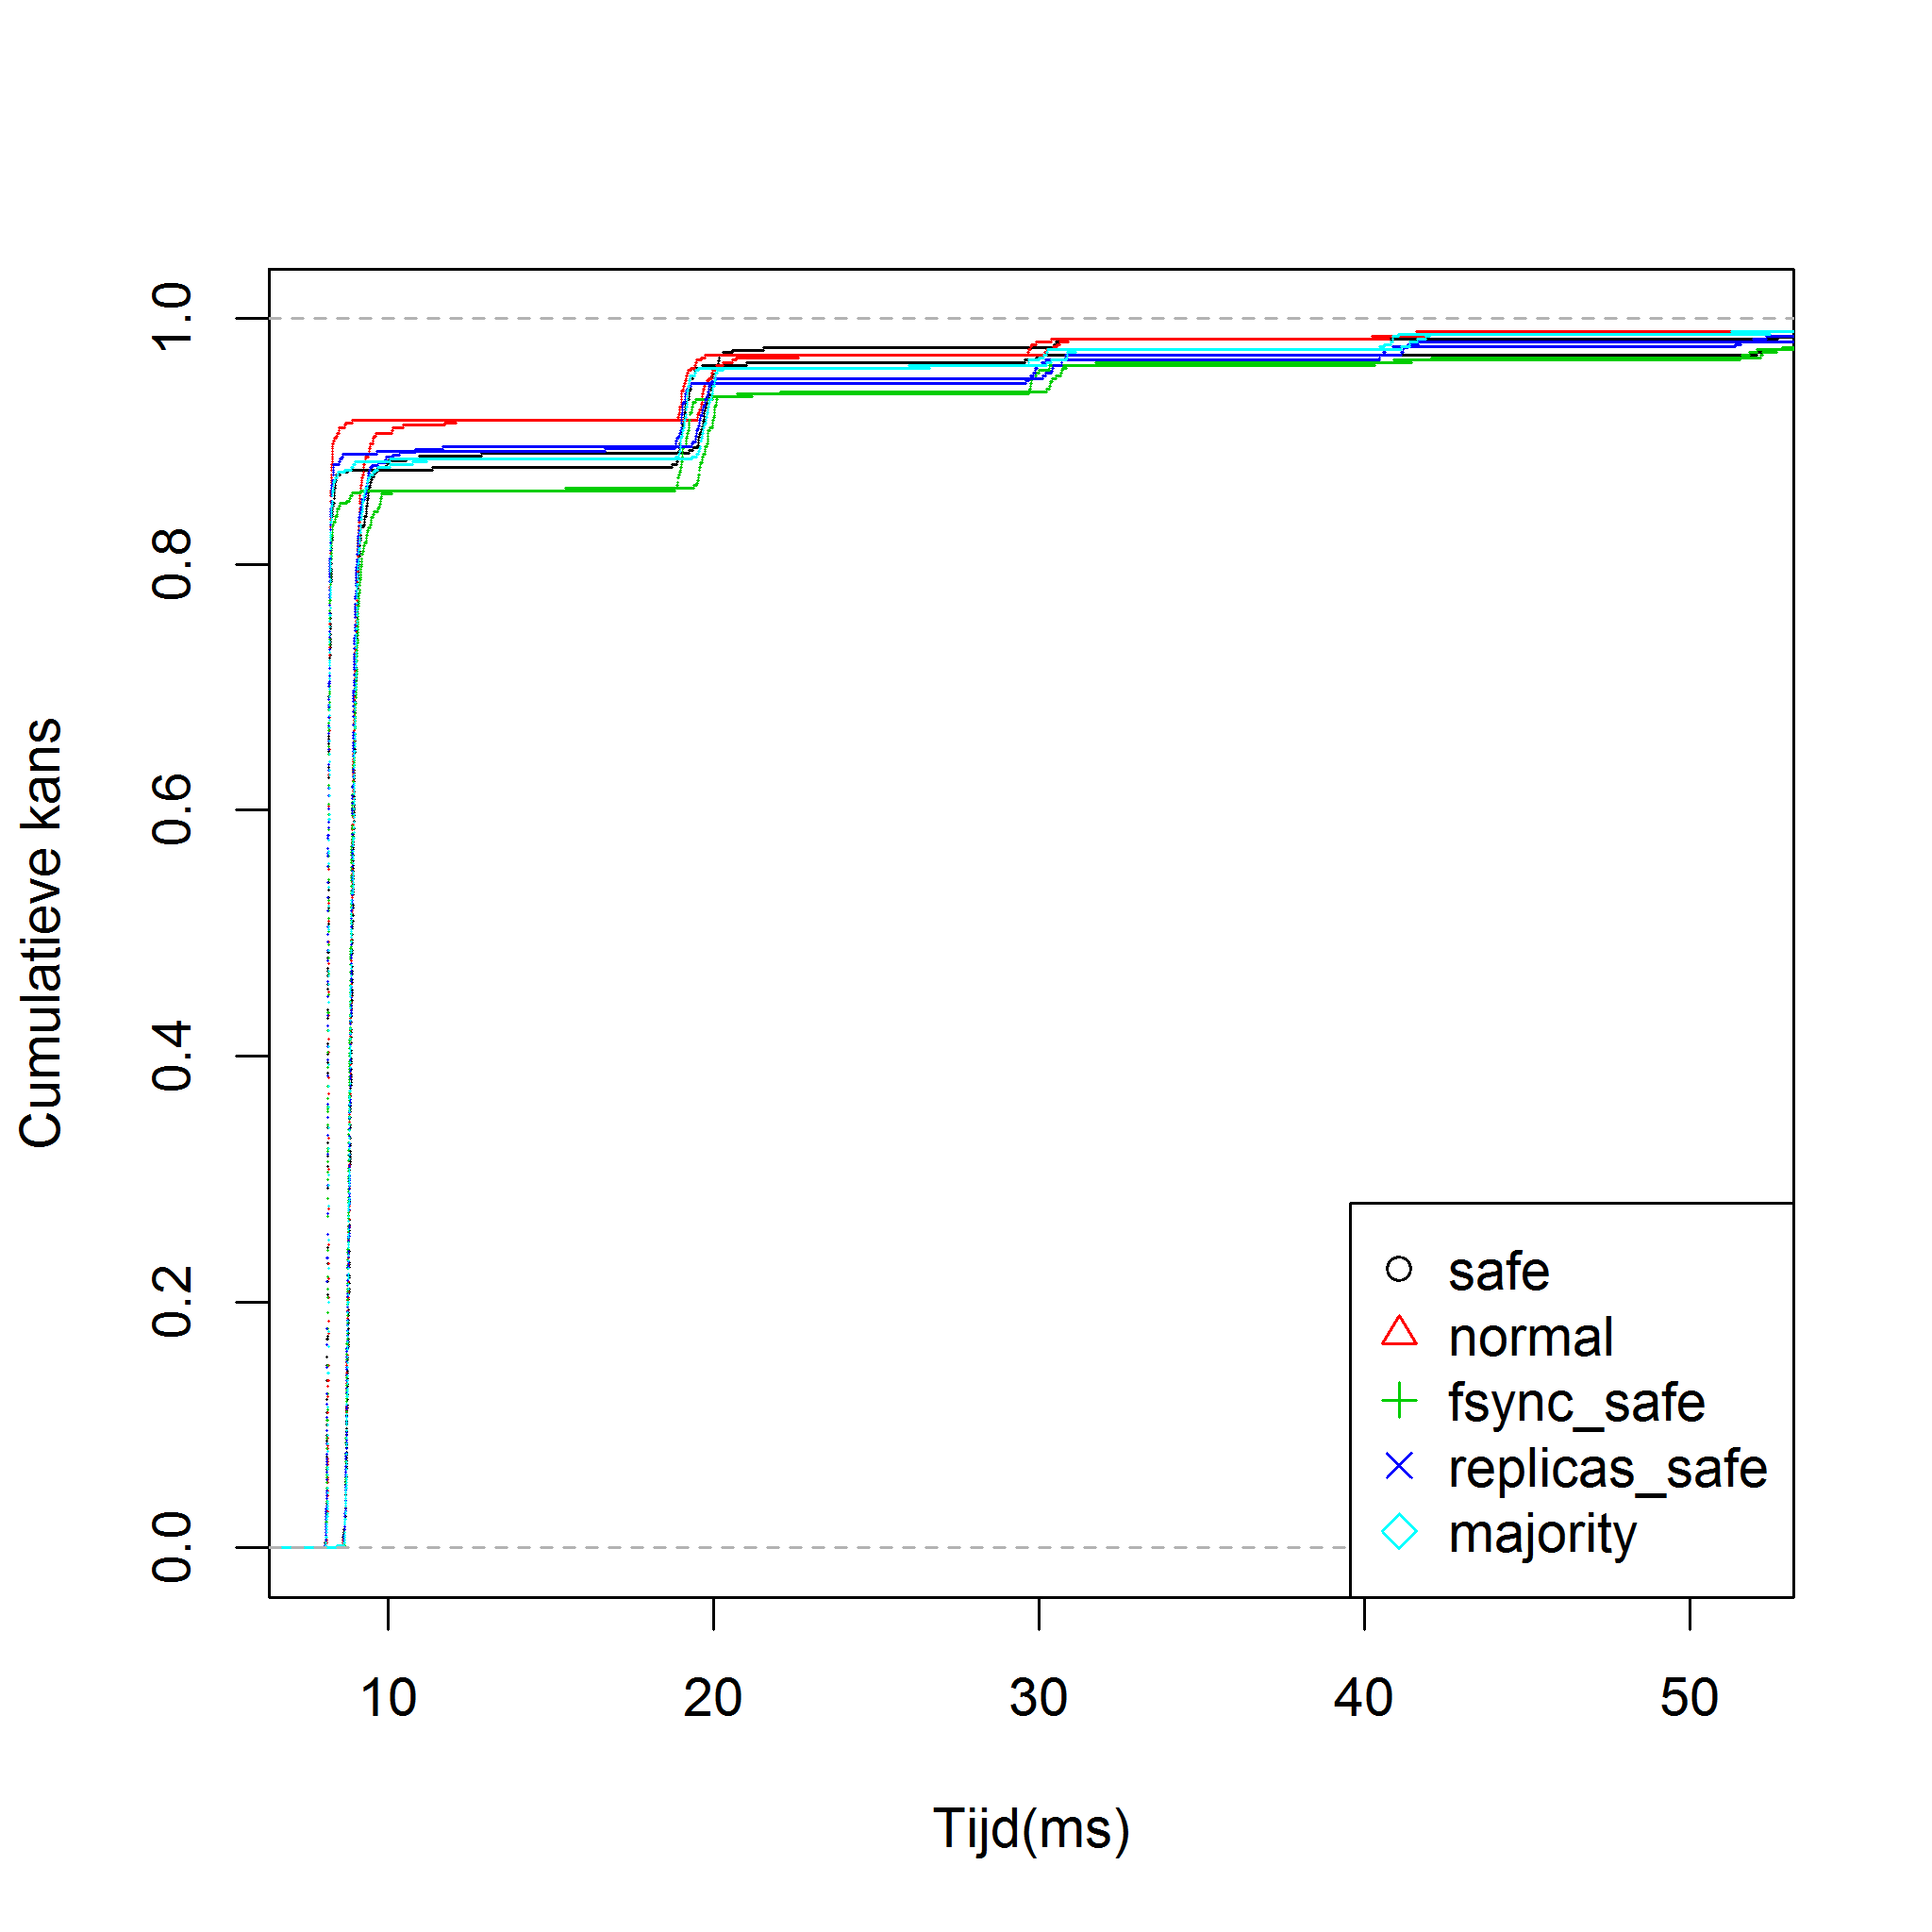 Cumulatieve kans
1.0
0.8
0.6
0.4
0.2
0.0
safe
normal
fsync_safe
replicas_safe
majority
10 20 30 40 50
Tijd(ms)